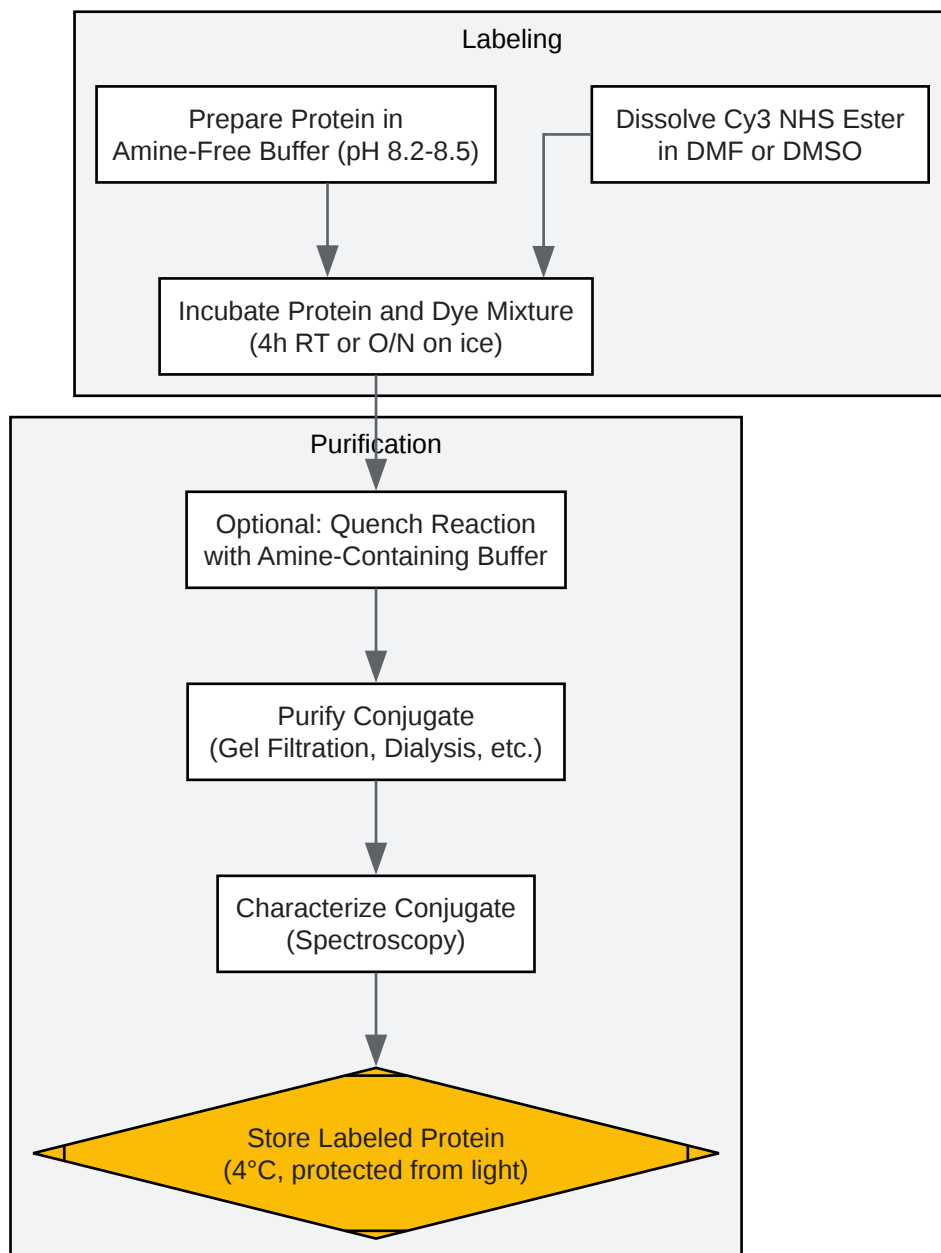 Labeling
Prepare Protein in
Amine-Free Buffer (pH 8.2-8.5)
Dissolve Cy3 NHS Ester
in DMF or DMSO
Incubate Protein and Dye Mixture
(4h RT or O/N on ice)
Purification
Optional: Quench Reaction
with Amine-Containing Buffer
Purify Conjugate
(Gel Filtration, Dialysis, etc.)
Characterize Conjugate
(Spectroscopy)
Store Labeled Protein
(4°C, protected from light)